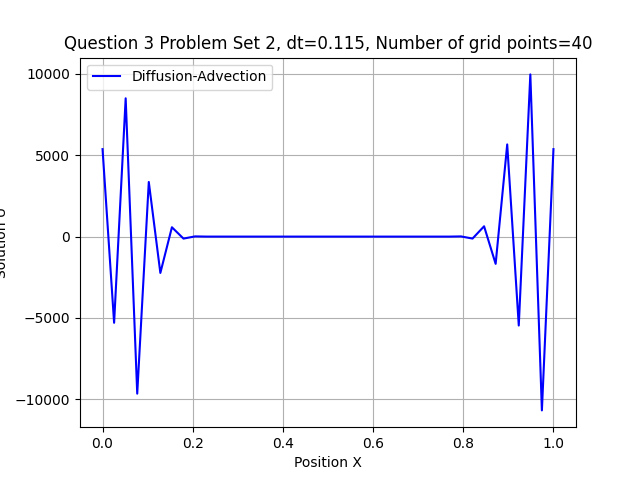 Question 3 Problem Set 2, dt=0.115, Number of grid points=40
Diffusion-Advection
10000
5000
0
−5000
−10000
Solution U
0.0 0.2 0.4 0.6 0.8 1.0
Position X